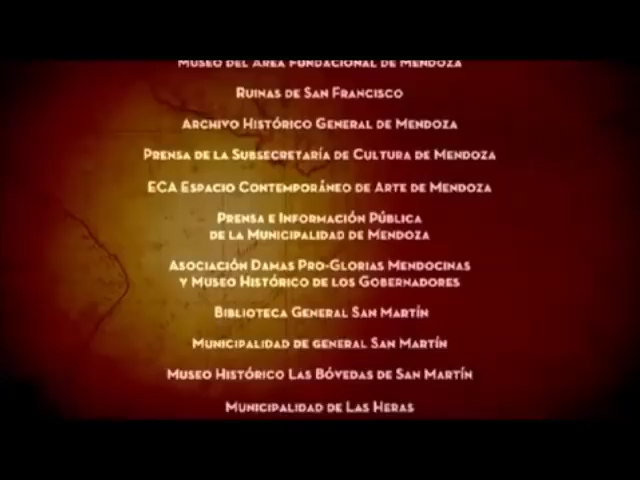 Museo del Área Fundacional de Mendoza
Ruinas de San Francisco
Archivo Histórico General de Mendoza
Prensa de la Subsecretaría de Cultura de Mendoza
ECA Espacio Contemporáneo de Arte de Mendoza
Prensa e Información Pública
de la Municipalidad de Mendoza
Asociación Damas Pro-Glorias Mendocinas
y Museo Histórico de los Gobernadores
Biblioteca General San Martín
Municipalidad de general San Martín
Museo Histórico Las Bóvedas de San Martín
Municipalidad de Las Heras